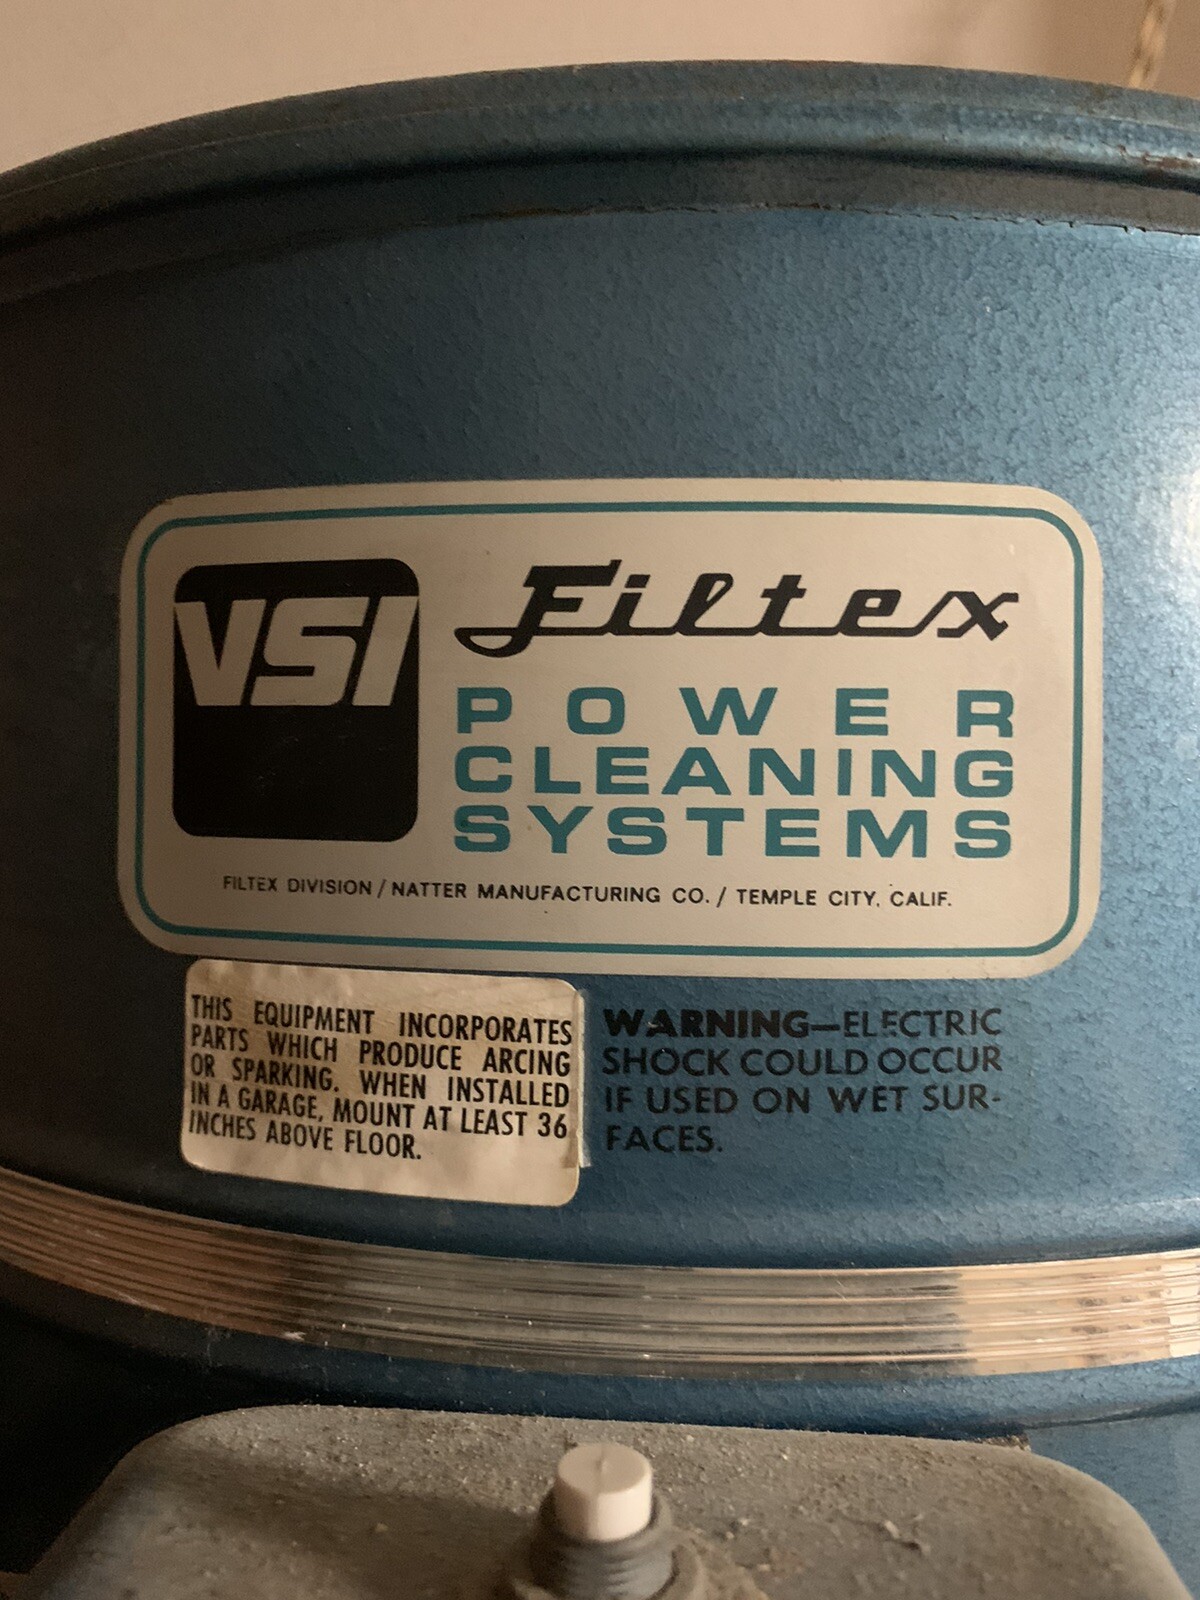 VSI
Filtex
POWER
CLEANING
SYSTEMS
FILTEX DIVISION / NATTER MANUFACTURING CO. / TEMPLE CITY, CALIF.
THIS EQUIPMENT INCORPORATES
PARTS WHICH PRODUCE ARCING
OR SPARKING. WHEN INSTALLED
IN A GARAGE, MOUNT AT LEAST 36
INCHES ABOVE FLOOR.
WARNING—ELECTRIC
SHOCK COULD OCCUR
IF USED ON WET SUR-
FACES.